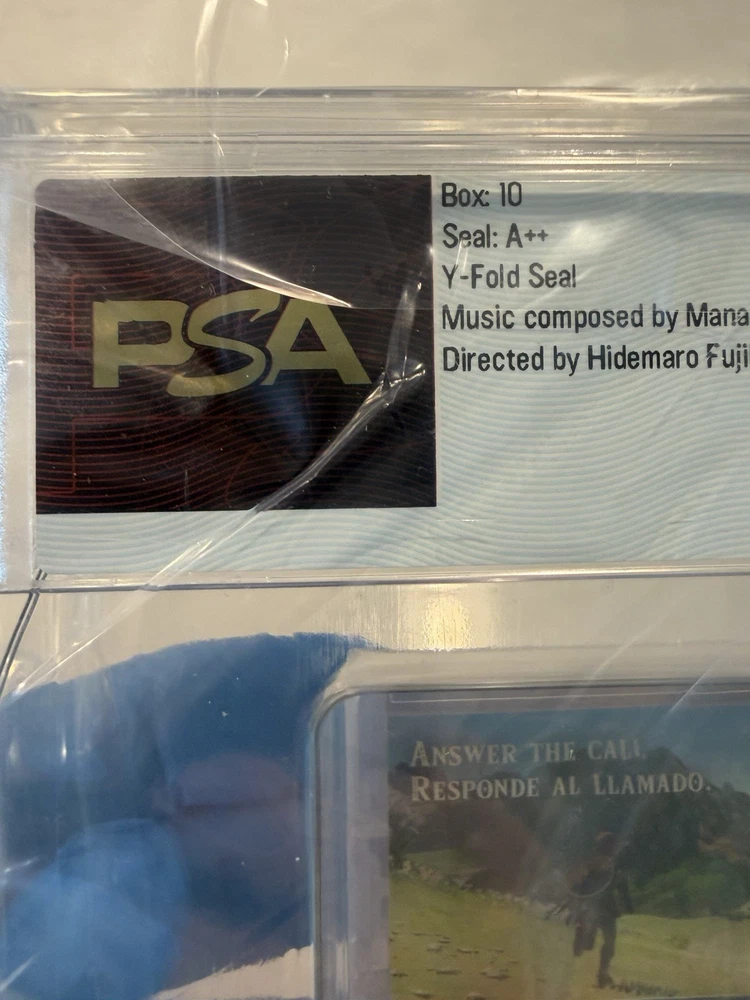 PSA
Box: 10
Seal: A++
Y-Fold Seal
Music composed by Mana
Directed by Hidemaro Fuji
ANSWER THE CALL
RESPONDE AL LLAMADO.